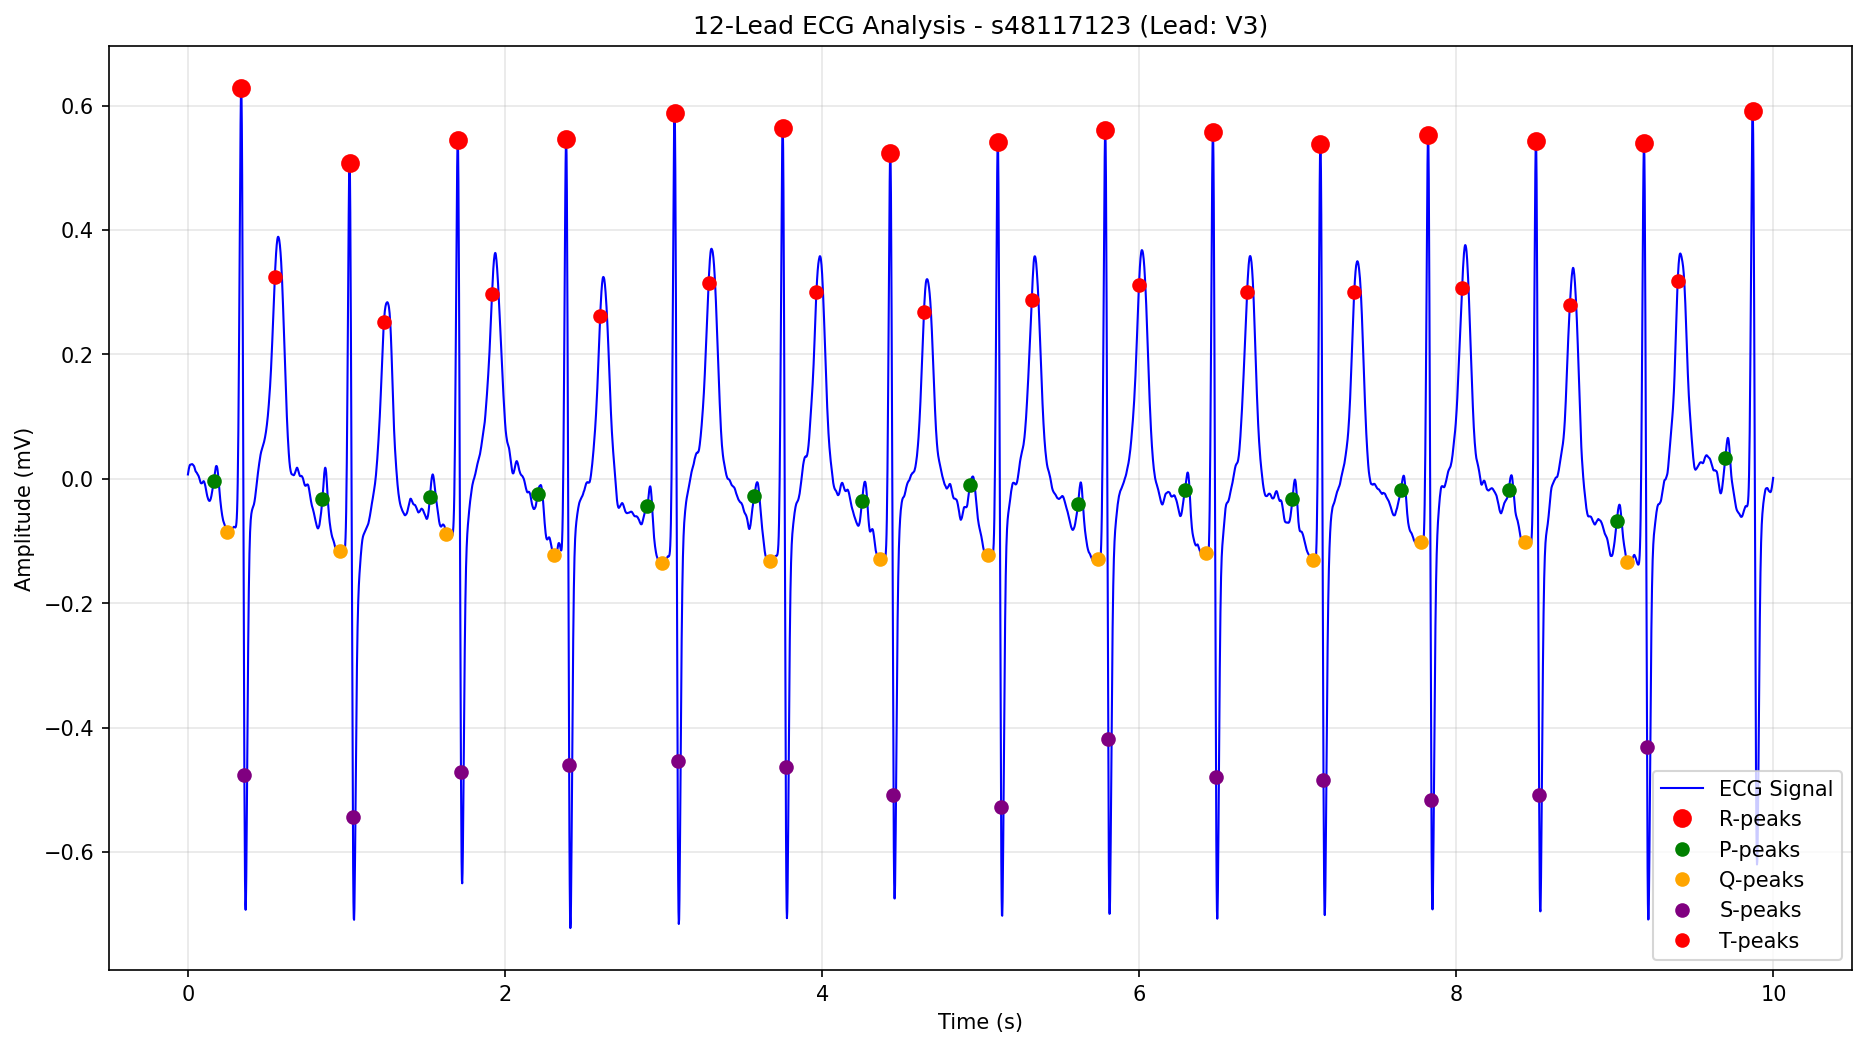 12-Lead ECG Analysis - s48117123 (Lead: V3)
Amplitude (mV)
0.6
0.4
0.2
0.0
−0.2
−0.4
−0.6
0 2 4 6 8 10
Time (s)
ECG Signal
R-peaks
P-peaks
Q-peaks
S-peaks
T-peaks